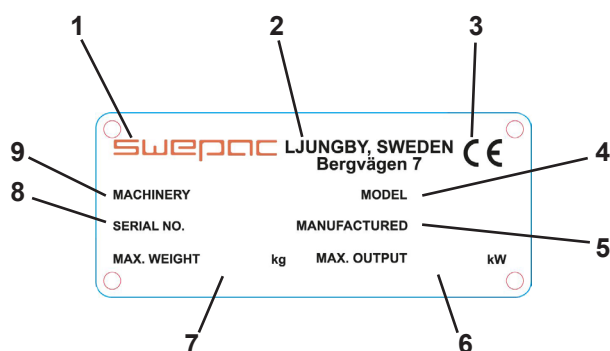 1 2 3
swepac LJUNGBY, SWEDEN CE
Bergvägen 7
9 MACHINERY MODEL 4
8 SERIAL NO. MANUFACTURED 5
MAX. WEIGHT kg MAX. OUTPUT kW
7 6